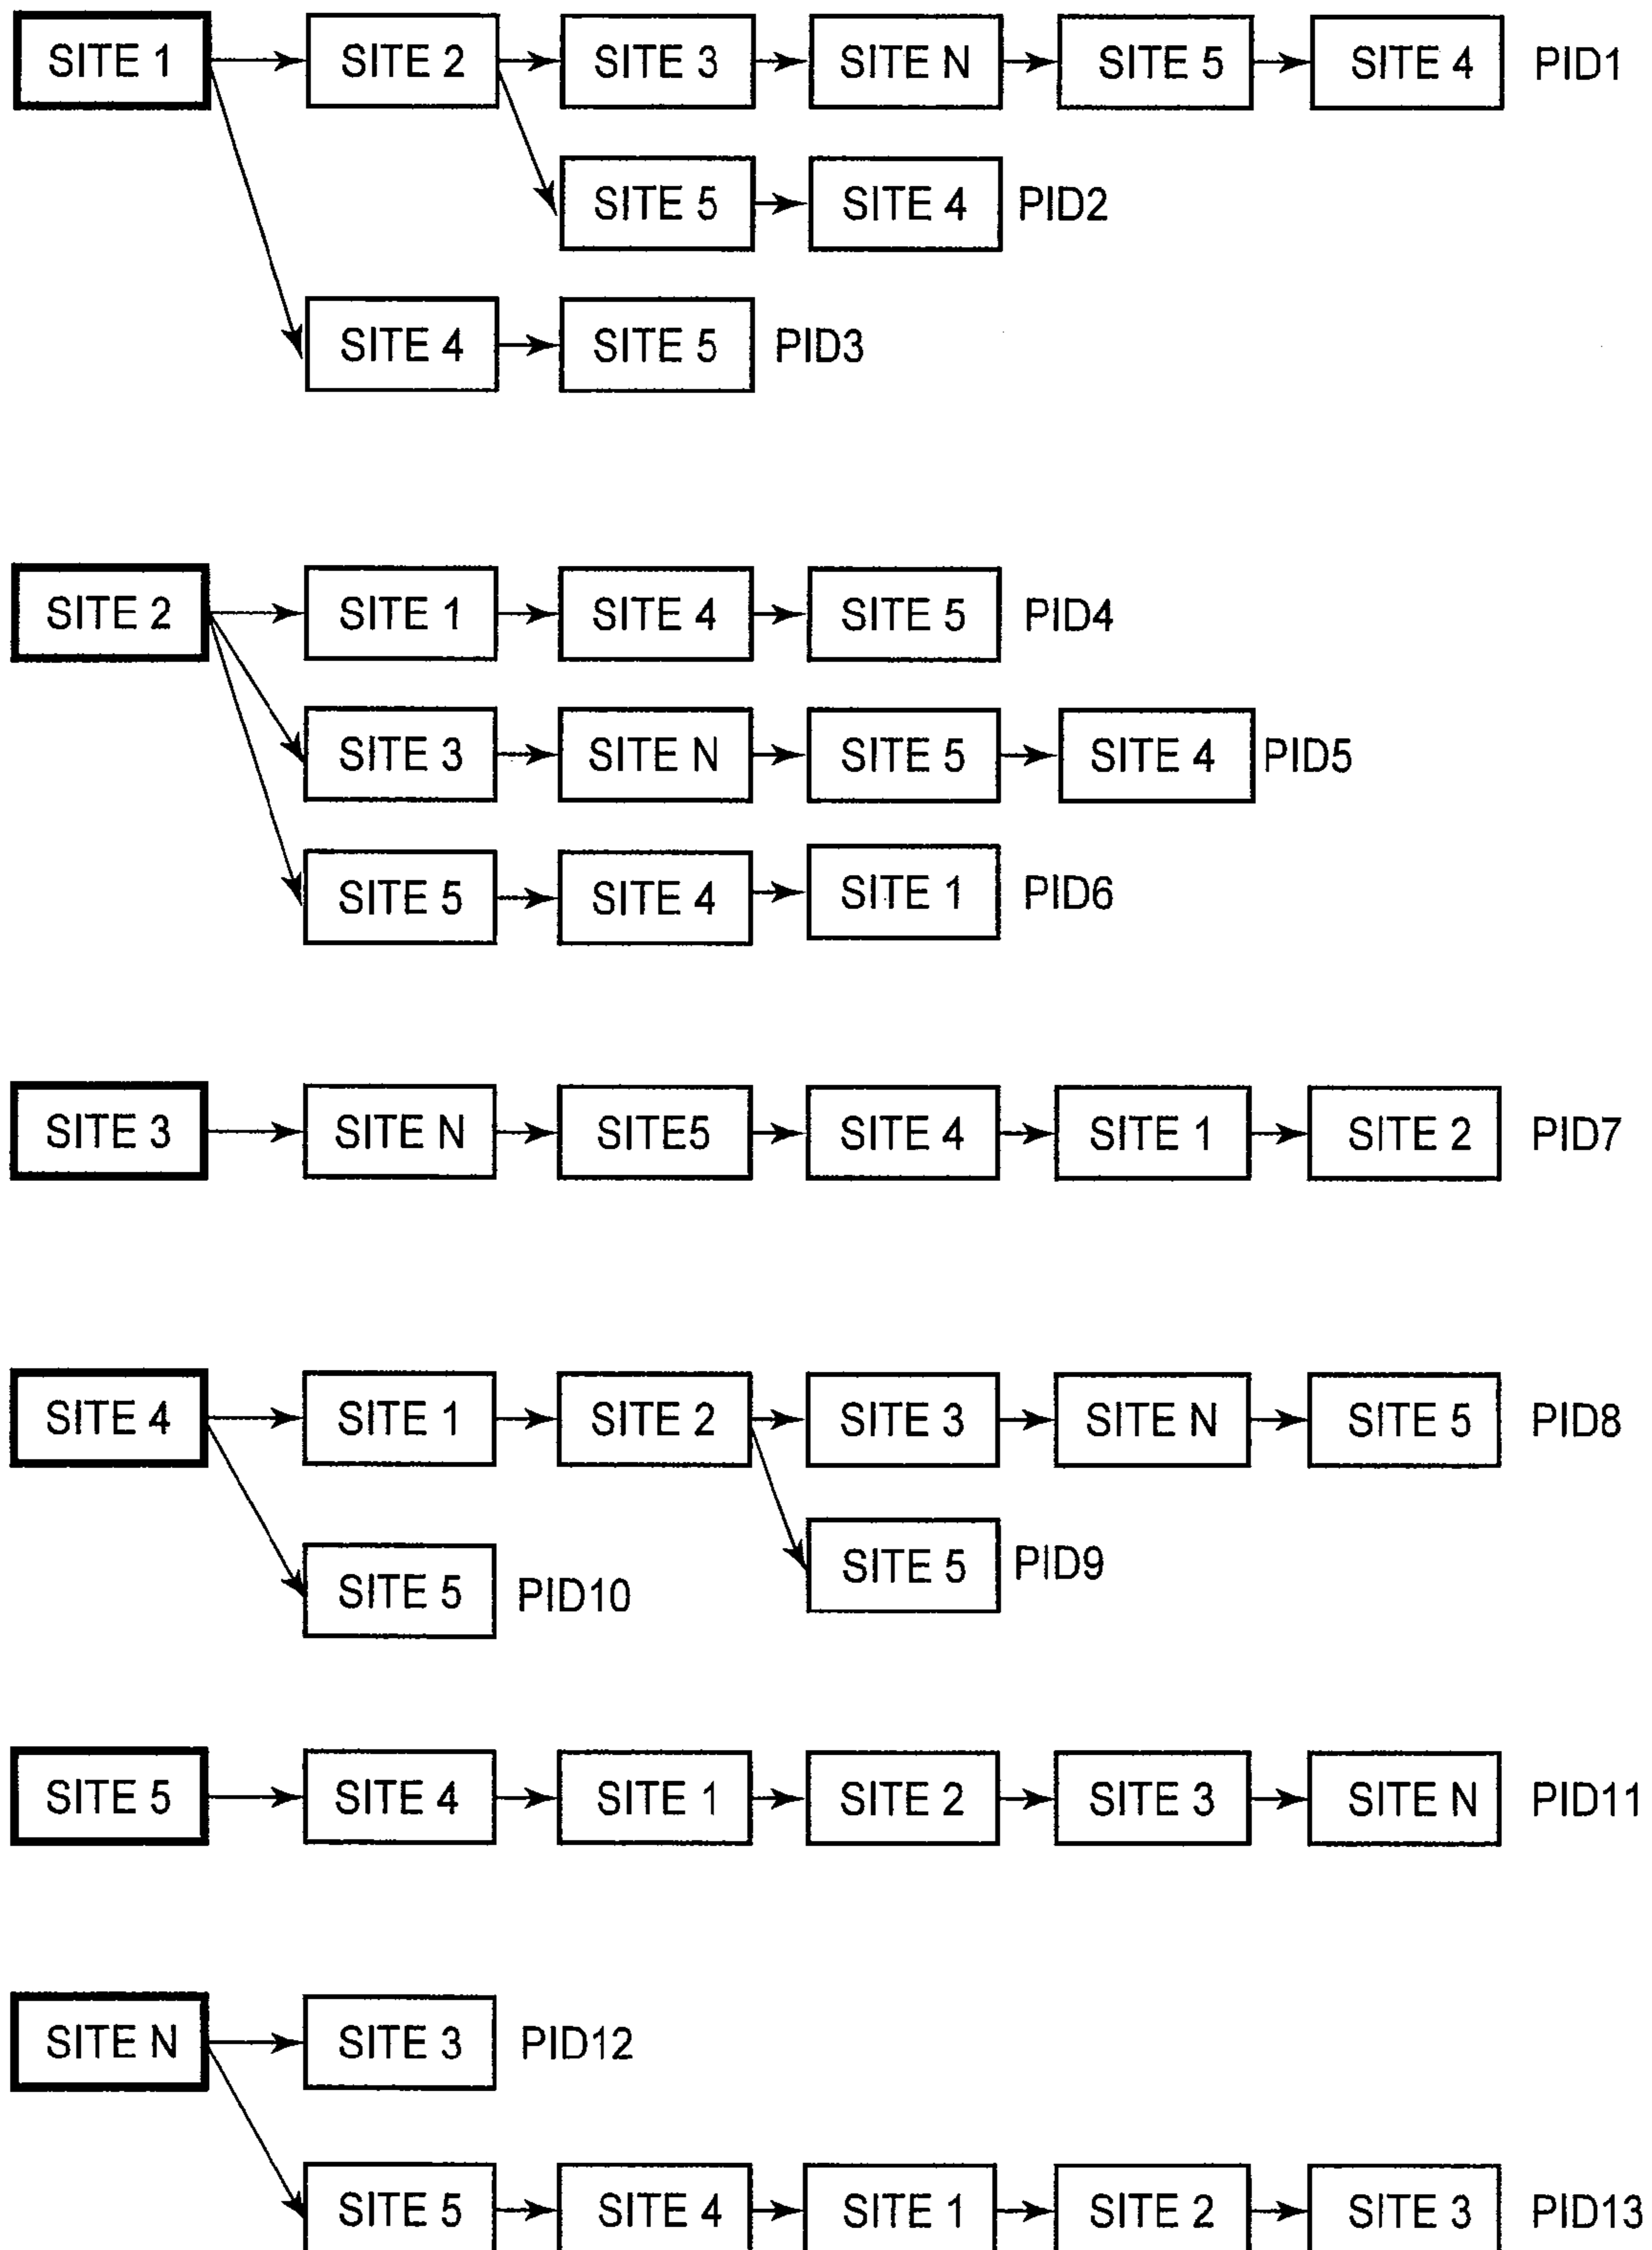 SITE 1 SITE 2 SITE 3 SITE N SITE 5 SITE 4 PID1
SITE 5 SITE 4 PID2
SITE 4 SITE 5 PID3
SITE 2 SITE 1 SITE 4 SITE 5 PID4
SITE 3 SITE N SITE 5 SITE 4 PID5
SITE 5 SITE 4 SITE 1 PID6
SITE 3 SITE N SITE5 SITE 4 SITE 1 SITE 2 PID7
SITE 4 SITE 1 SITE 2 SITE 3 SITE N SITE 5 PID8
SITE 5 PID9
SITE 5 PID10
SITE 5 SITE 4 SITE 1 SITE 2 SITE 3 SITE N PID11
SITE N SITE 3 PID12
SITE 5 SITE 4 SITE 1 SITE 2 SITE 3 PID13